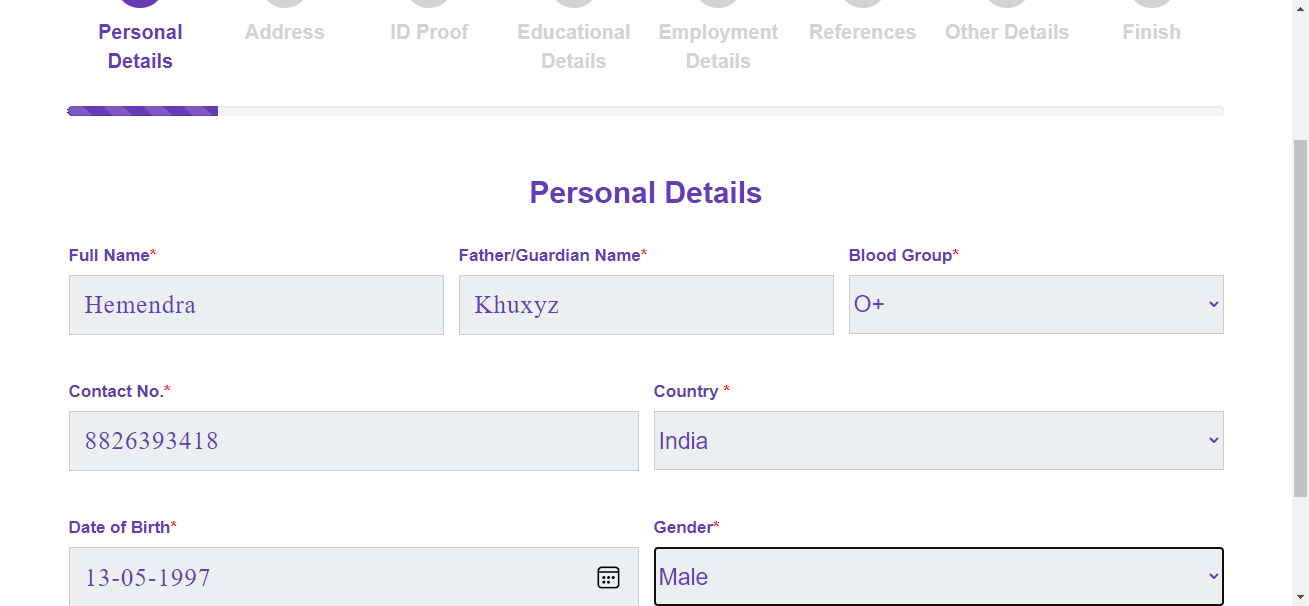 Personal Details
Address
ID Proof
Educational Details
Employment Details
References
Other Details
Finish
Personal Details
Full Name*
Father/Guardian Name*
Blood Group*
Hemendra
Khuxyz
O+
Contact No.*
Country *
8826393418
India
Date of Birth*
Gender*
13-05-1997
Male